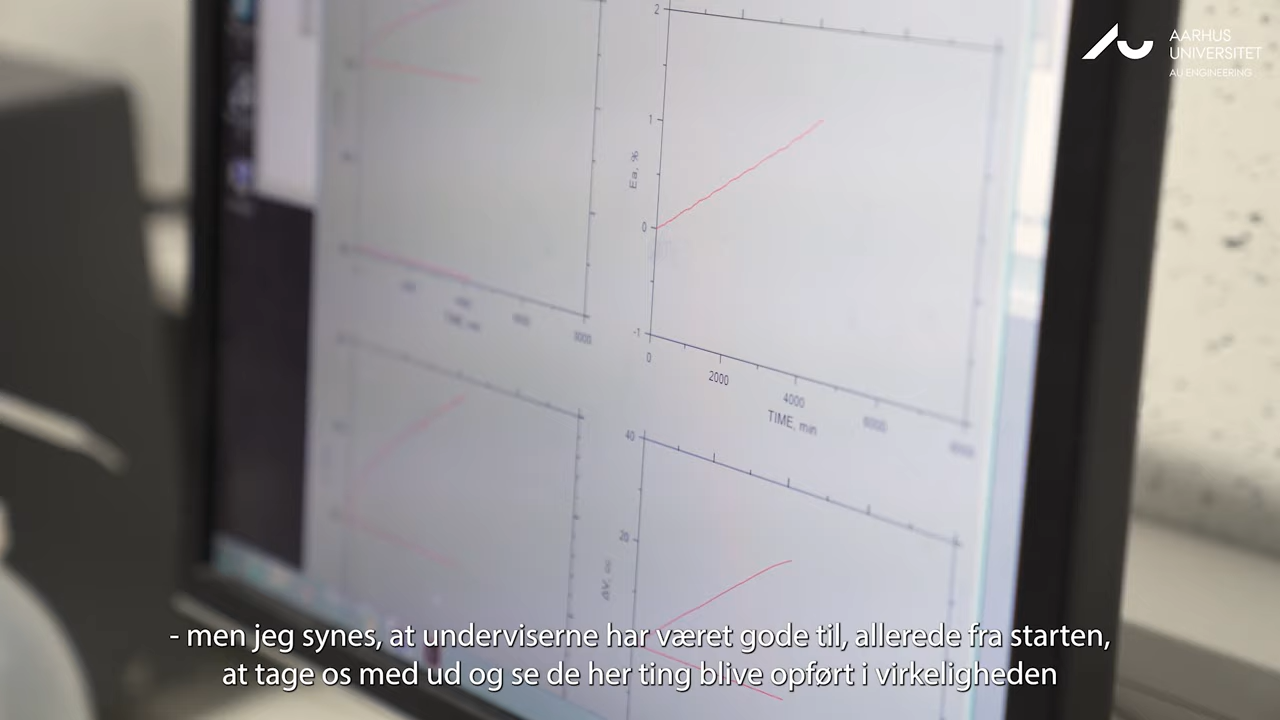 AARHUS
UNIVERSITET
AU ENGINEERING
2
1
Ea, %
0
-1
0
2000
4000
6000
8000
TIME, min
8000
TIME, min
40
20
- men jeg synes, at underviserne har været gode til, allerede fra starten,
at tage os med ud og se de her ting blive opført i virkeligheden